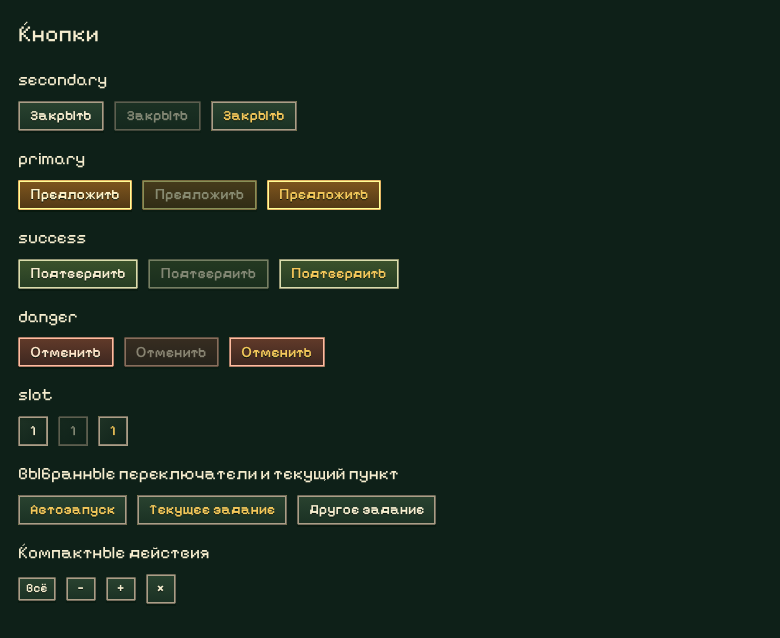 Кнопки
secondary
Закрыть Закрыть Закрыть
primary
Предложить Предложить Предложить
success
Подтвердить Подтвердить Подтвердить
danger
Отменить Отменить Отменить
slot
1 1 1
Выбранные переключатели и текущий пункт
Автозапуск Текущее задание Другое задание
Компактные действия
Всё - + ×